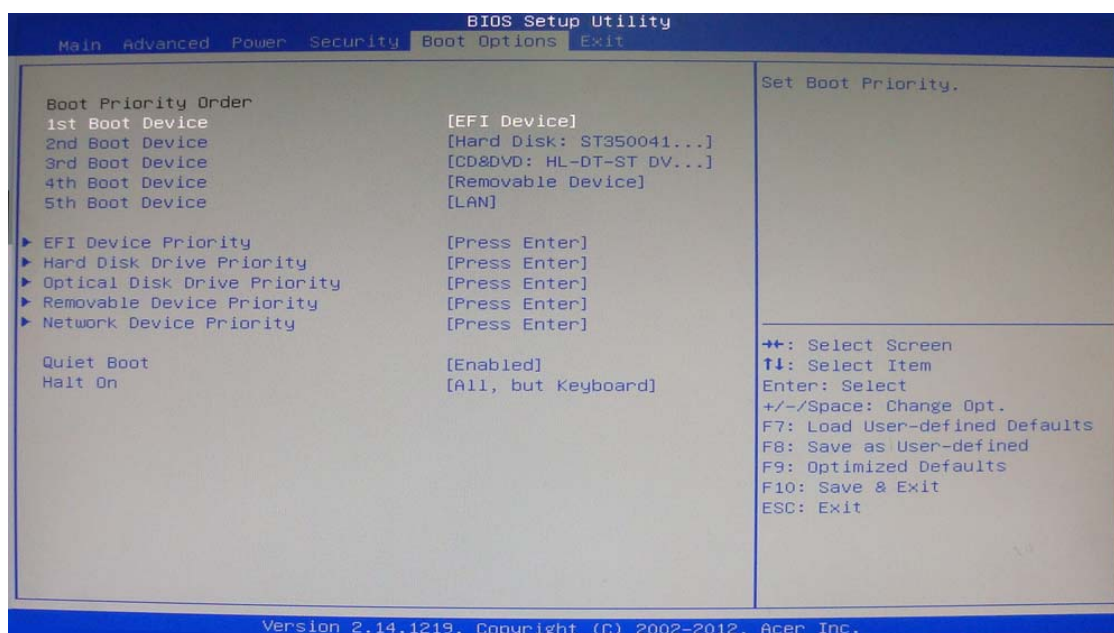 BIOS Setup Utility
Main Advanced Power Security Boot Options Exit
Boot Priority Order
1st Boot Device [EFI Device]
2nd Boot Device [Hard Disk: ST350041...]
3rd Boot Device [CD&DVD: HL-DT-ST DV...]
4th Boot Device [Removable Device]
5th Boot Device [LAN]
▶ EFI Device Priority [Press Enter]
▶ Hard Disk Drive Priority [Press Enter]
▶ Optical Disk Drive Priority [Press Enter]
▶ Removable Device Priority [Press Enter]
▶ Network Device Priority [Press Enter]
Quiet Boot [Enabled]
Halt On [All, but Keyboard]
Set Boot Priority.
→←: Select Screen
↑↓: Select Item
Enter: Select
+/-/Space: Change Opt.
F7: Load User-defined Defaults
F8: Save as User-defined
F9: Optimized Defaults
F10: Save & Exit
ESC: Exit
Version 2.14.1219. Copyright (C) 2002-2012, Acer Inc.